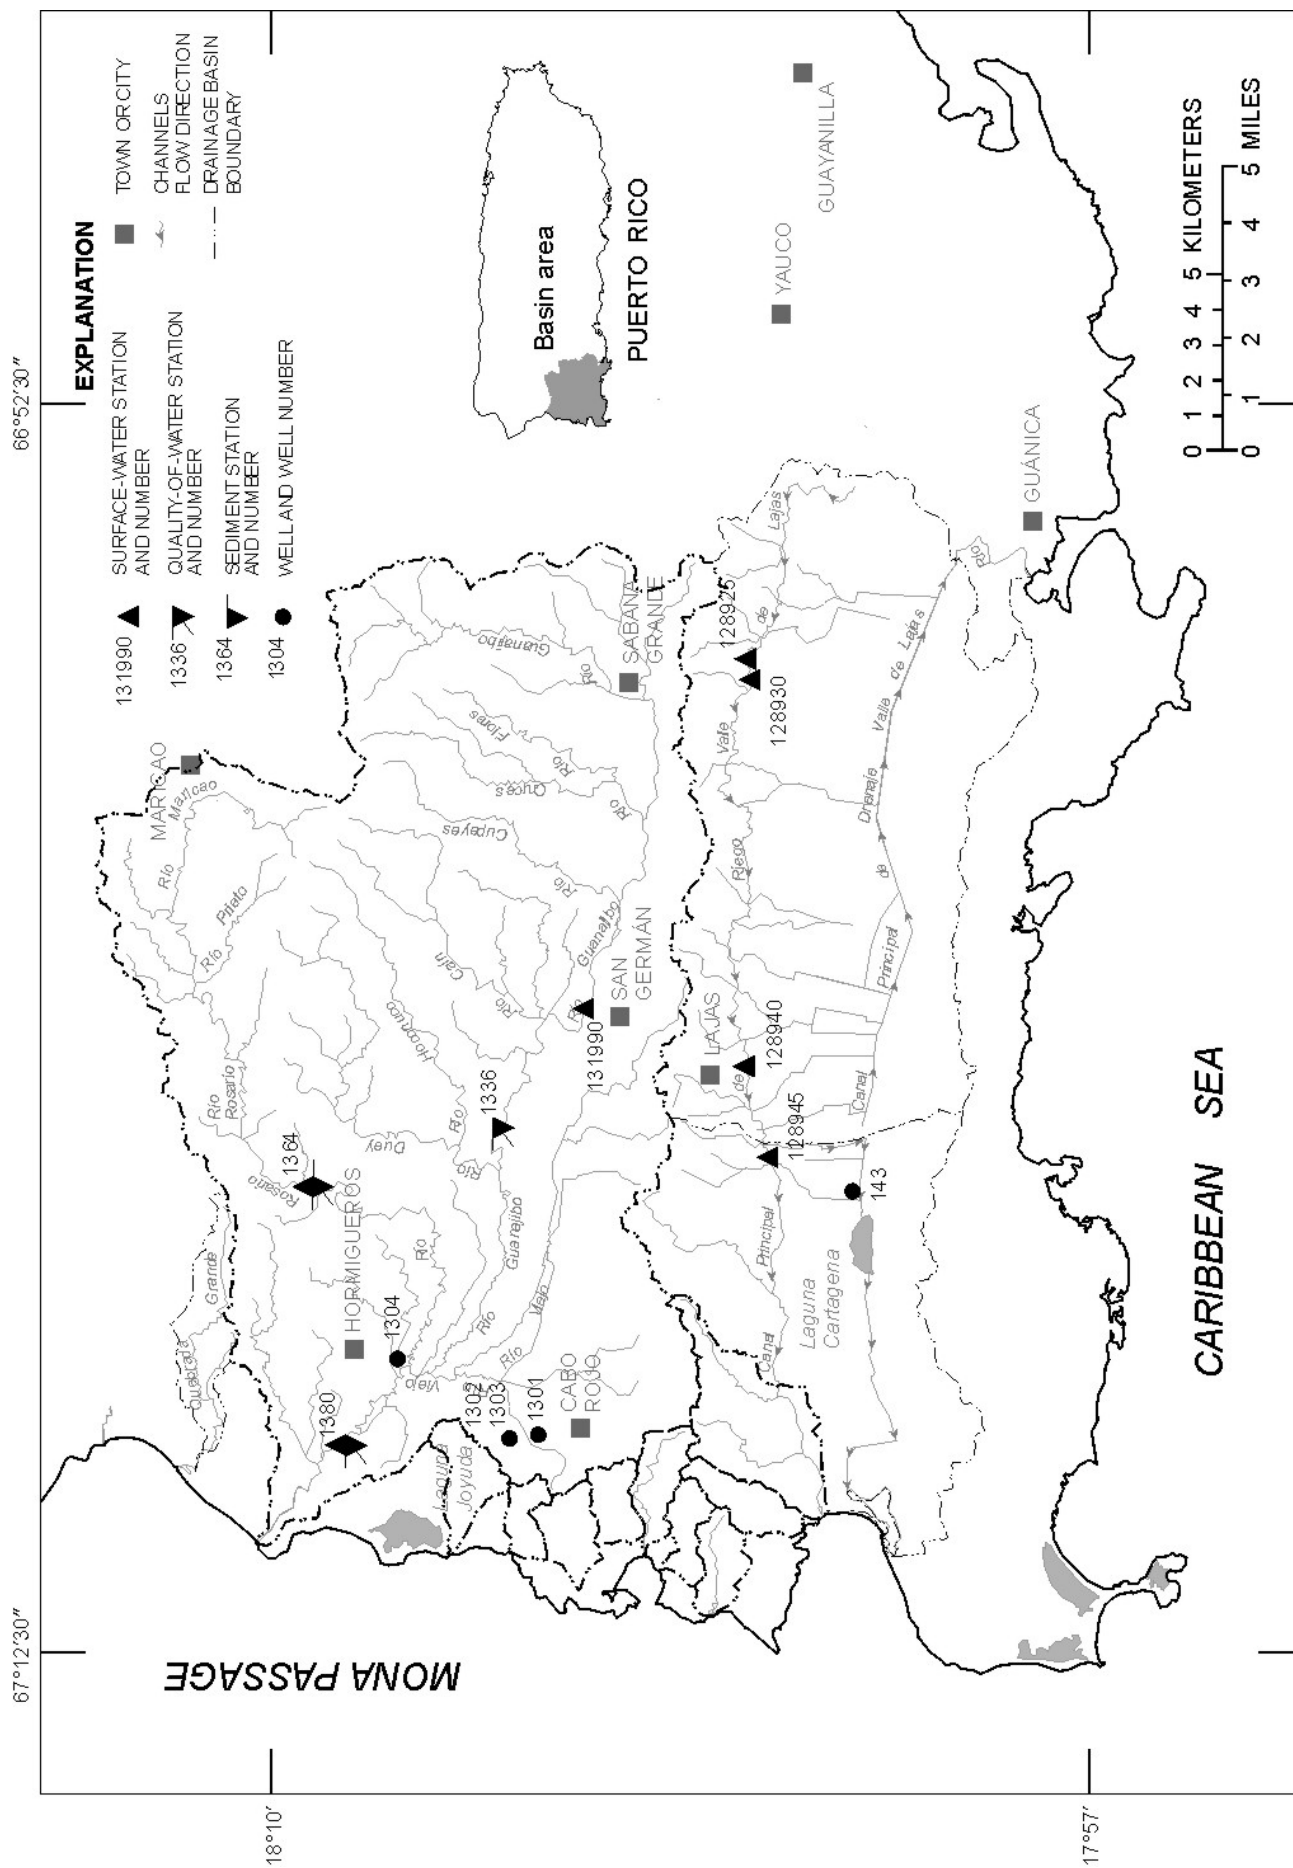 67°12'30"
66°52'30"
18°10'
17°57'
EXPLANATION
131990
SURFACE-WATER STATION
AND NUMBER
1336
QUALITY-OF-WATER STATION
AND NUMBER
1364
SEDIMENT STATION
AND NUMBER
1304
WELL AND WELL NUMBER
TOWN OR CITY
CHANNELS
FLOW DIRECTION
DRAINAGE BASIN
BOUNDARY
MONA PASSAGE
MARICAO
Río
Maricao
Río
Prieto
Río
Rosario
Rosario
1364
Quebrada
Grande
HORMIGUEROS
1380
1304
Duey
Río
Hoconuco
Río
Caín
Río
Cupeyes
Río
Cruces
Río
Flores
Río
Guanajibo
Río
SABANA
GRANDE
Río
Guanajibo
131990
SAN
GERMÁN
1336
Río
Guanajibo
Río
Viejo
Río
Viejo
Laguna
Joyuda
1302
1303
1301
CABO
ROJO
Basin area
PUERTO RICO
YAUCO
GUAYANILLA
GUÁNICA
Río
LAJAS
128925
128930
128940
128945
143
Canal
Principal
de
Riego
Valle
de
Lajas
Canal
Principal
de
Drenaje
Valle de Lajas
Laguna
Cartagena
CARIBBEAN SEA
0 1 2 3 4 5 KILOMETERS
0 1 2 3 4 5 MILES